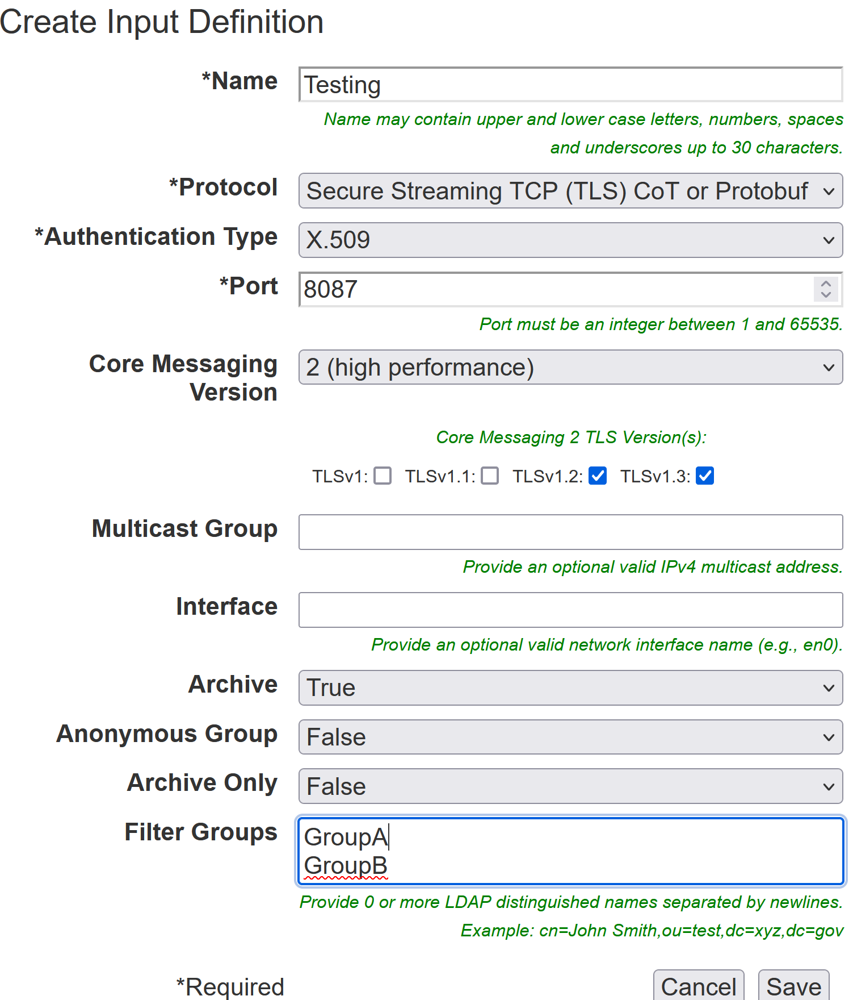 Create Input Definition
*Name
Testing
Name may contain upper and lower case letters, numbers, spaces
and underscores up to 30 characters.
*Protocol
Secure Streaming TCP (TLS) CoT or Protobuf
*Authentication Type
X.509
*Port
8087
Port must be an integer between 1 and 65535.
Core Messaging
Version
2 (high performance)
Core Messaging 2 TLS Version(s):
TLSv1: TLSv1.1: TLSv1.2: TLSv1.3:
Multicast Group
Provide an optional valid IPv4 multicast address.
Interface
Provide an optional valid network interface name (e.g., en0).
Archive
True
Anonymous Group
False
Archive Only
False
Filter Groups
GroupA
GroupB
Provide 0 or more LDAP distinguished names separated by newlines.
Example: cn=John Smith,ou=test,dc=xyz,dc=gov
*Required
Cancel Save